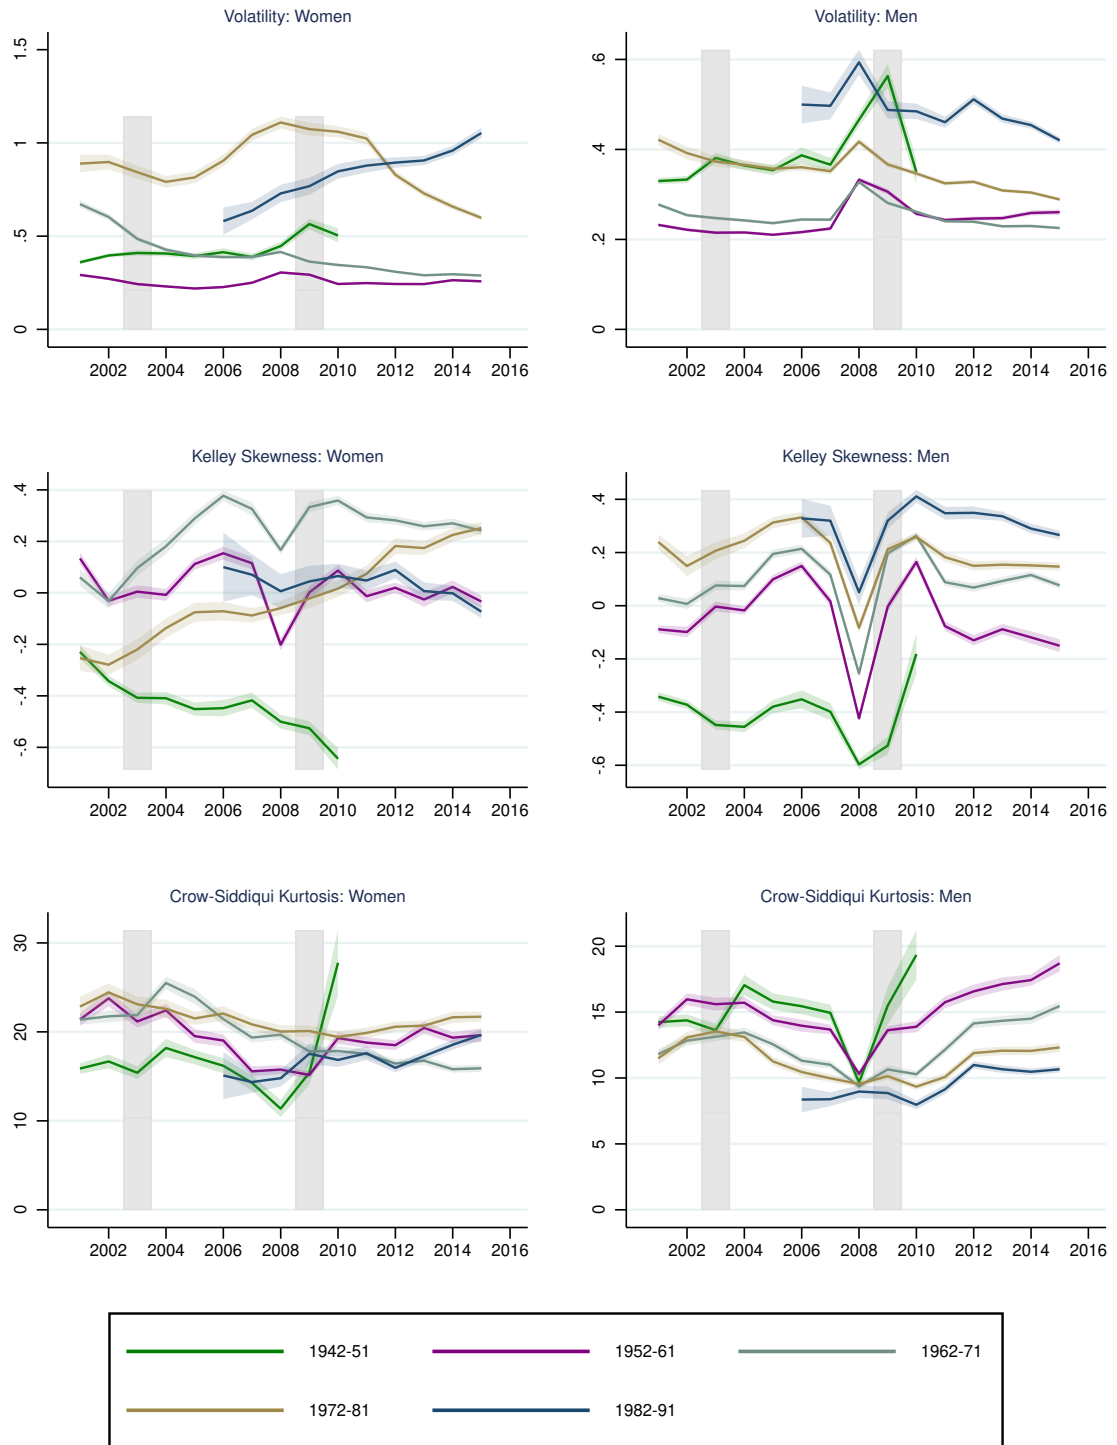 Volatility: Women
1.5
1
.5
0
2002 2004 2006 2008 2010 2012 2014 2016
Volatility: Men
.6
.4
.2
0
2002 2004 2006 2008 2010 2012 2014 2016
Kelley Skewness: Women
.4
.2
0
-.2
-.4
-.6
2002 2004 2006 2008 2010 2012 2014 2016
Kelley Skewness: Men
.4
.2
0
-.2
-.4
-.6
2002 2004 2006 2008 2010 2012 2014 2016
Crow-Siddiqui Kurtosis: Women
30
20
10
0
2002 2004 2006 2008 2010 2012 2014 2016
Crow-Siddiqui Kurtosis: Men
20
15
10
5
0
2002 2004 2006 2008 2010 2012 2014 2016
1942-51 1952-61 1962-71
1972-81 1982-91